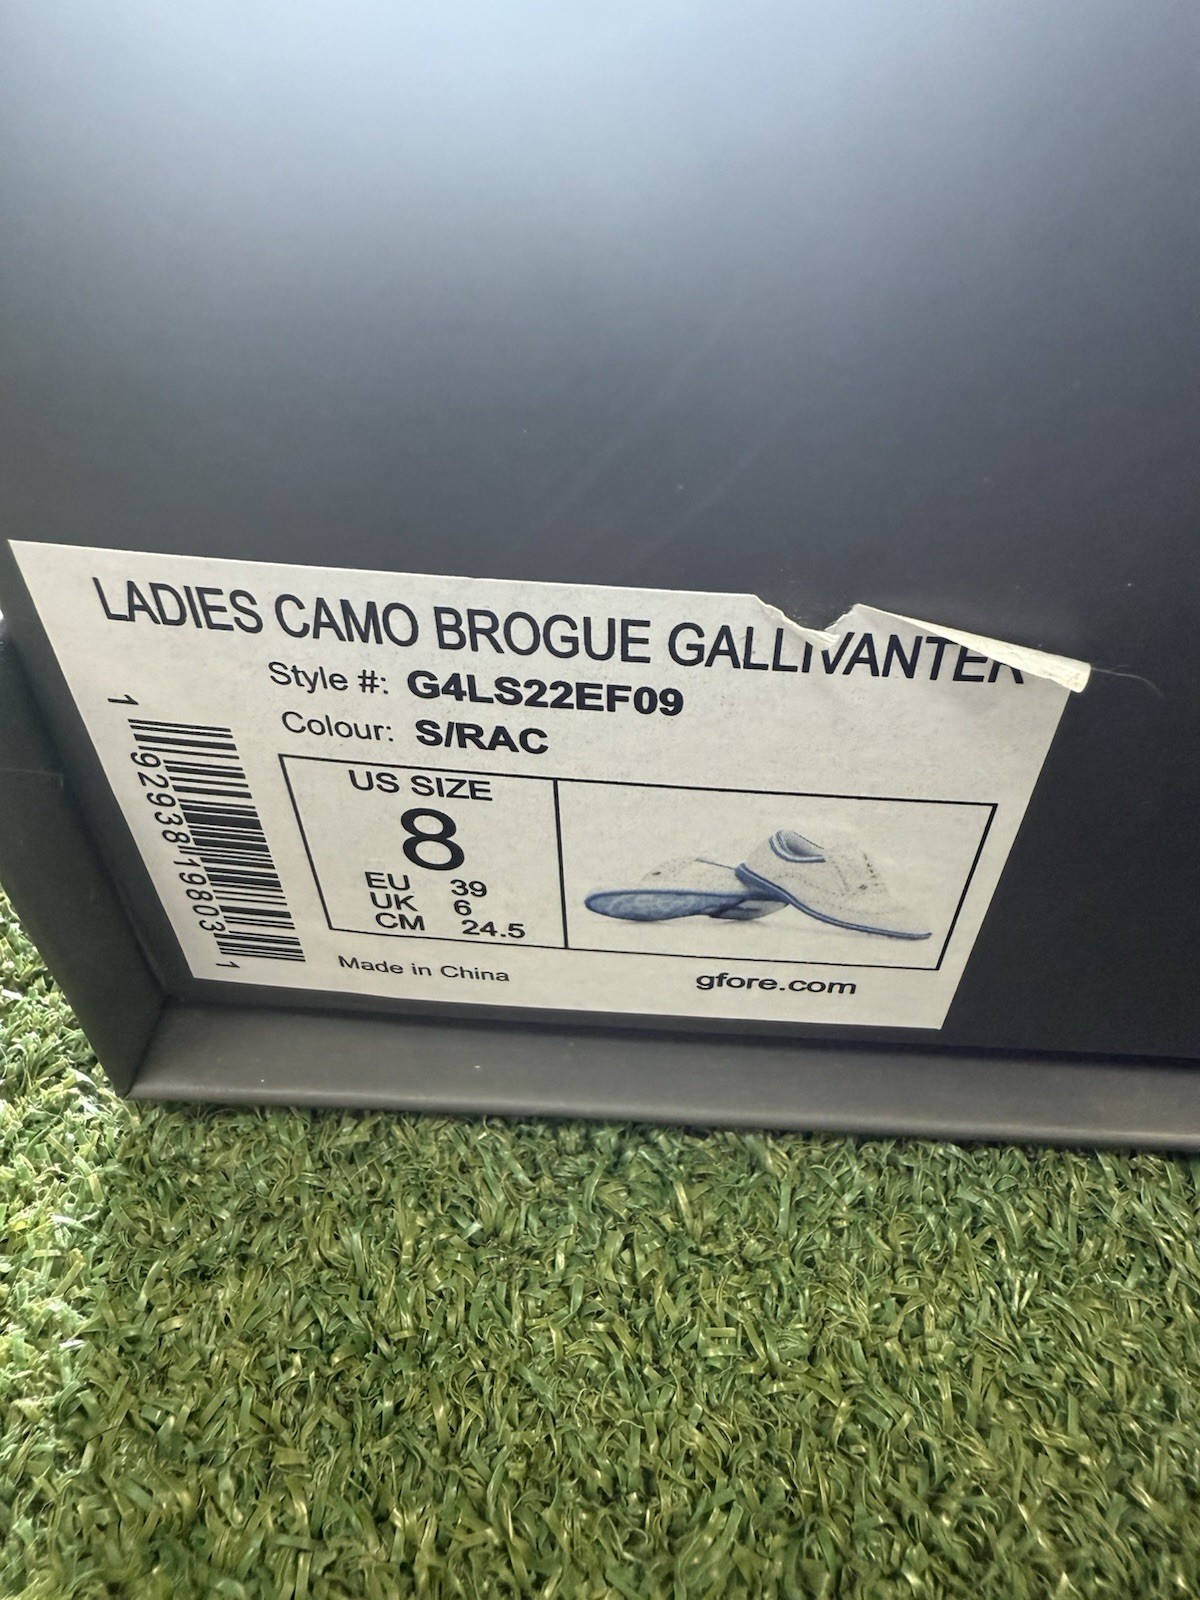 LADIES CAMO BROGUE GALLIVANTER
Style #: G4LS22EF09
Colour: S/RAC
US SIZE
8
EU 39
UK 6
CM 24.5
Made in China
gfore.com
1 92938 19803 1